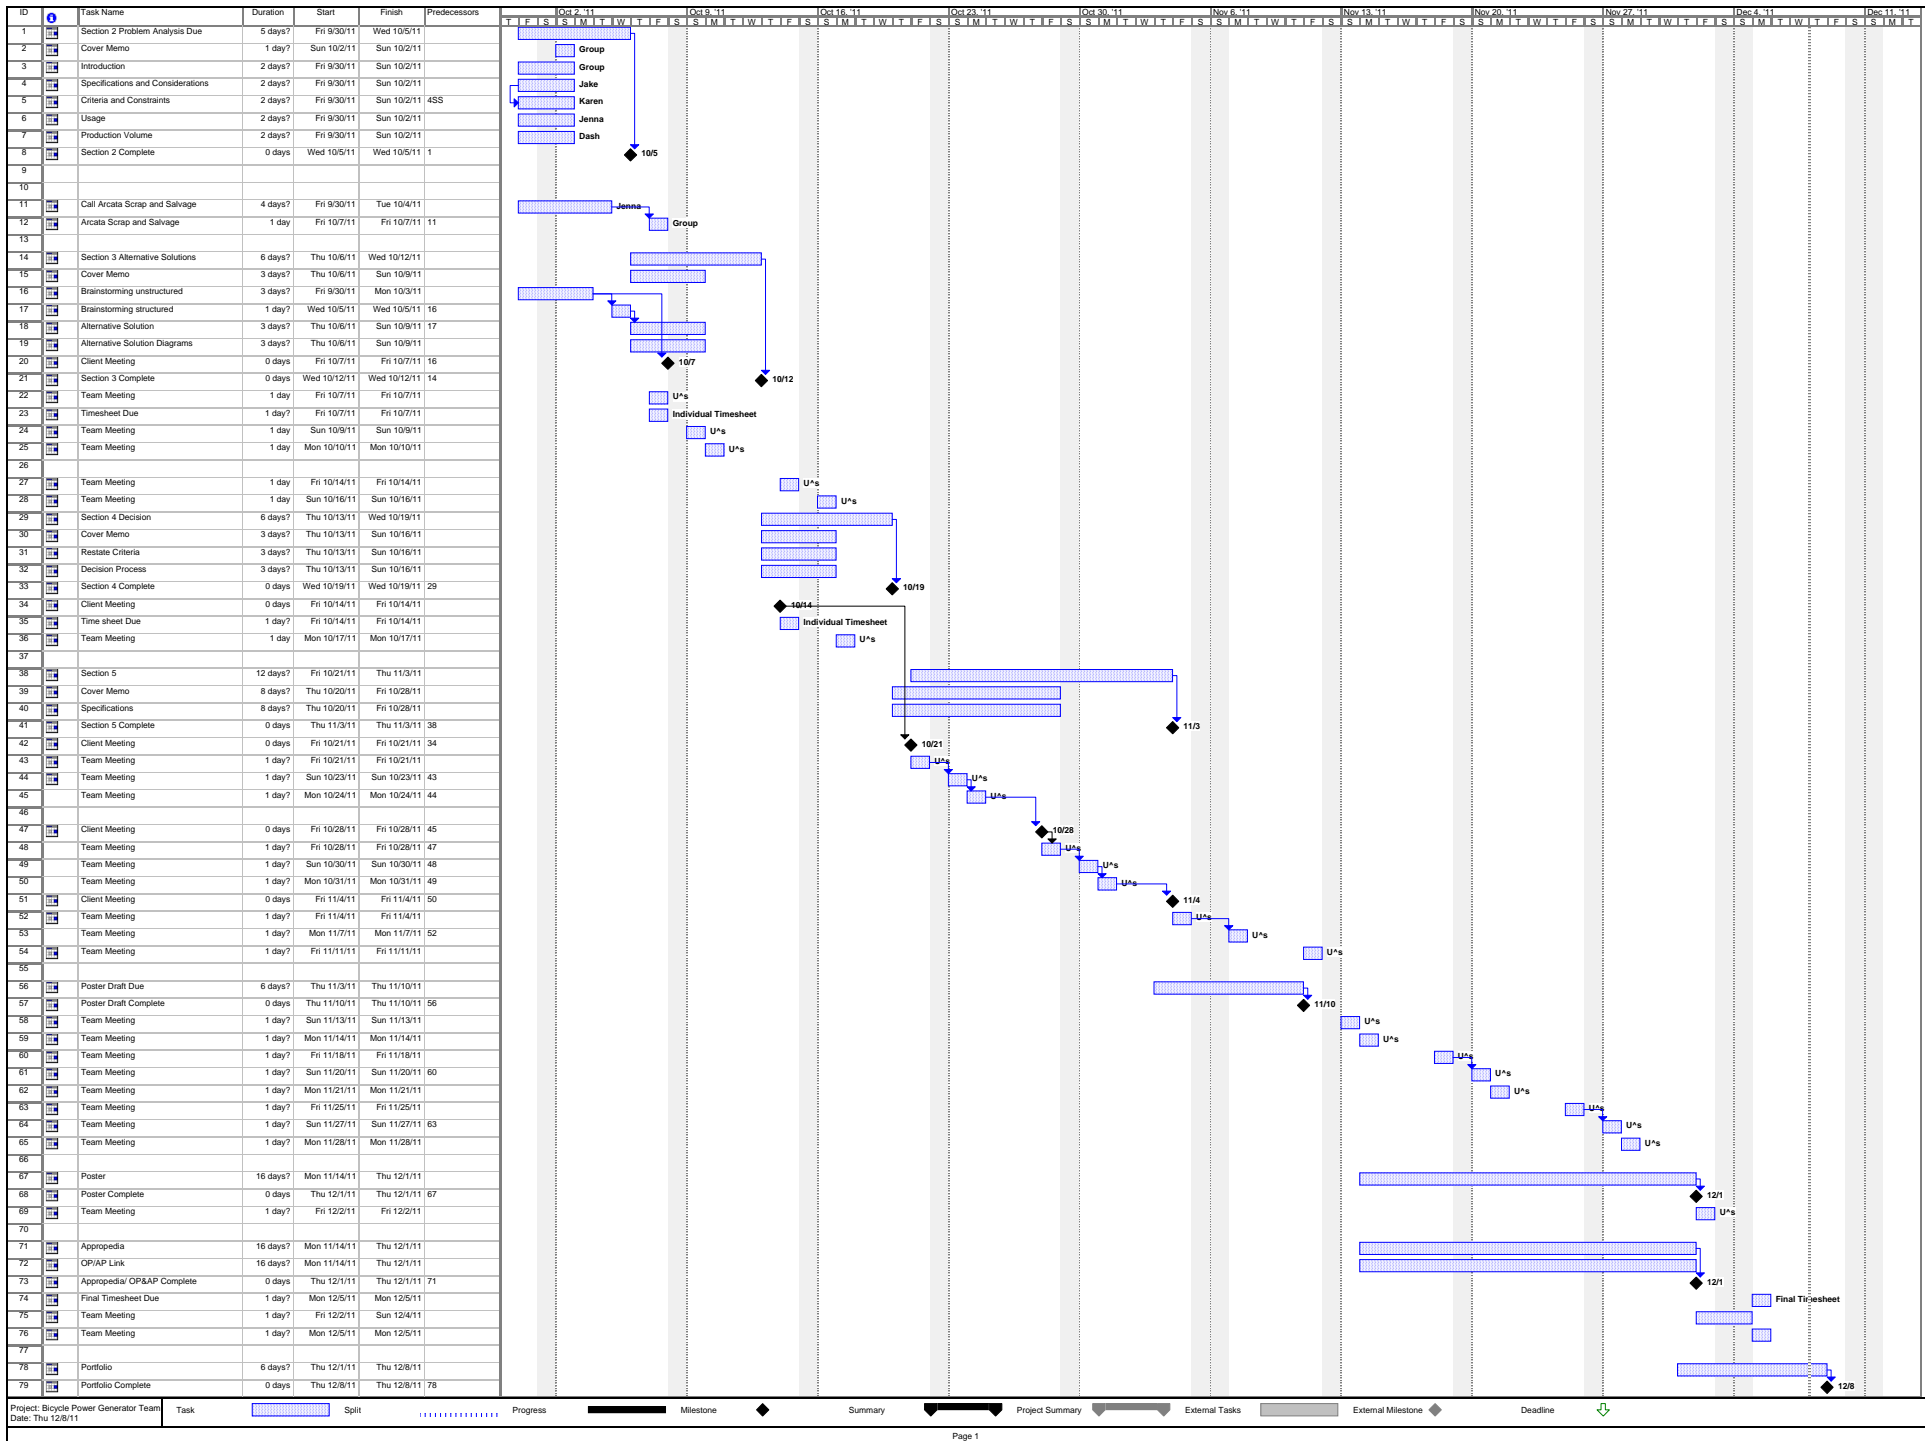 ID Task Name Duration Start Finish Predecessors Oct 2, '11 Oct 9, '11 Oct 16, '11 Oct 23, '11 Oct 30, '11 Nov 6, '11 Nov 13, '11 Nov 20, '11 Nov 27, '11 Dec 4, '11 Dec 11, '11
T F S S M T W T F S S M T W T F S S M T W T F S S M T W T F S S M T W T F S S M T W T F S S M T W T F S S M T W T F S S M T W T F S S M T W T F S S M T
1 Section 2 Problem Analysis Due 5 days? Fri 9/30/11 Wed 10/5/11
2 Cover Memo 1 day? Sun 10/2/11 Sun 10/2/11 Group
3 Introduction 2 days? Fri 9/30/11 Sun 10/2/11 Group
4 Specifications and Considerations 2 days? Fri 9/30/11 Sun 10/2/11 Jake
5 Criteria and Constraints 2 days? Fri 9/30/11 Sun 10/2/11 4SS Karen
6 Usage 2 days? Fri 9/30/11 Sun 10/2/11 Jenna
7 Production Volume 2 days? Fri 9/30/11 Sun 10/2/11 Dash
8 Section 2 Complete 0 days Wed 10/5/11 Wed 10/5/11 1 10/5
9
10
11 Call Arcata Scrap and Salvage 4 days? Fri 9/30/11 Tue 10/4/11 Jenna
12 Arcata Scrap and Salvage 1 day Fri 10/7/11 Fri 10/7/11 11 Group
13
14 Section 3 Alternative Solutions 6 days? Thu 10/6/11 Wed 10/12/11
15 Cover Memo 3 days? Thu 10/6/11 Sun 10/9/11
16 Brainstorming unstructured 3 days? Fri 9/30/11 Mon 10/3/11
17 Brainstorming structured 1 day? Wed 10/5/11 Wed 10/5/11 16
18 Alternative Solution 3 days? Thu 10/6/11 Sun 10/9/11 17
19 Alternative Solution Diagrams 3 days? Thu 10/6/11 Sun 10/9/11
20 Client Meeting 0 days Fri 10/7/11 Fri 10/7/11 16 10/7
21 Section 3 Complete 0 days Wed 10/12/11 Wed 10/12/11 14 10/12
22 Team Meeting 1 day Fri 10/7/11 Fri 10/7/11 U^s
23 Timesheet Due 1 day? Fri 10/7/11 Fri 10/7/11 Individual Timesheet
24 Team Meeting 1 day Sun 10/9/11 Sun 10/9/11 U^s
25 Team Meeting 1 day Mon 10/10/11 Mon 10/10/11 U^s
26
27 Team Meeting 1 day Fri 10/14/11 Fri 10/14/11 U^s
28 Team Meeting 1 day Sun 10/16/11 Sun 10/16/11 U^s
29 Section 4 Decision 6 days? Thu 10/13/11 Wed 10/19/11
30 Cover Memo 3 days? Thu 10/13/11 Sun 10/16/11
31 Restate Criteria 3 days? Thu 10/13/11 Sun 10/16/11
32 Decision Process 3 days? Thu 10/13/11 Sun 10/16/11
33 Section 4 Complete 0 days Wed 10/19/11 Wed 10/19/11 29 10/19
34 Client Meeting 0 days Fri 10/14/11 Fri 10/14/11 10/14
35 Time sheet Due 1 day? Fri 10/14/11 Fri 10/14/11 Individual Timesheet
36 Team Meeting 1 day Mon 10/17/11 Mon 10/17/11 U^s
37
38 Section 5 12 days? Fri 10/21/11 Thu 11/3/11
39 Cover Memo 8 days? Thu 10/20/11 Fri 10/28/11
40 Specifications 8 days? Thu 10/20/11 Fri 10/28/11
41 Section 5 Complete 0 days Thu 11/3/11 Thu 11/3/11 38 11/3
42 Client Meeting 0 days Fri 10/21/11 Fri 10/21/11 34 10/21
43 Team Meeting 1 day? Fri 10/21/11 Fri 10/21/11 U^s
44 Team Meeting 1 day? Sun 10/23/11 Sun 10/23/11 43 U^s
45 Team Meeting 1 day? Mon 10/24/11 Mon 10/24/11 44 U^s
46
47 Client Meeting 0 days Fri 10/28/11 Fri 10/28/11 45 10/28
48 Team Meeting 1 day? Fri 10/28/11 Fri 10/28/11 47 U^s
49 Team Meeting 1 day? Sun 10/30/11 Sun 10/30/11 48 U^s
50 Team Meeting 1 day? Mon 10/31/11 Mon 10/31/11 49 U^s
51 Client Meeting 0 days Fri 11/4/11 Fri 11/4/11 50 11/4
52 Team Meeting 1 day? Fri 11/4/11 Fri 11/4/11 U^s
53 Team Meeting 1 day? Mon 11/7/11 Mon 11/7/11 52 U^s
54 Team Meeting 1 day? Fri 11/11/11 Fri 11/11/11 U^s
55
56 Poster Draft Due 6 days? Thu 11/3/11 Thu 11/10/11
57 Poster Draft Complete 0 days Thu 11/10/11 Thu 11/10/11 56 11/10
58 Team Meeting 1 day? Sun 11/13/11 Sun 11/13/11 U^s
59 Team Meeting 1 day? Mon 11/14/11 Mon 11/14/11 U^s
60 Team Meeting 1 day? Fri 11/18/11 Fri 11/18/11 U^s
61 Team Meeting 1 day? Sun 11/20/11 Sun 11/20/11 60 U^s
62 Team Meeting 1 day? Mon 11/21/11 Mon 11/21/11 U^s
63 Team Meeting 1 day? Fri 11/25/11 Fri 11/25/11 U^s
64 Team Meeting 1 day? Sun 11/27/11 Sun 11/27/11 63 U^s
65 Team Meeting 1 day? Mon 11/28/11 Mon 11/28/11 U^s
66
67 Poster 16 days? Mon 11/14/11 Thu 12/1/11
68 Poster Complete 0 days Thu 12/1/11 Thu 12/1/11 67 12/1
69 Team Meeting 1 day? Fri 12/2/11 Fri 12/2/11 U^s
70
71 Appropedia 16 days? Mon 11/14/11 Thu 12/1/11
72 OP/AP Link 16 days? Mon 11/14/11 Thu 12/1/11
73 Appropedia/ OP&AP Complete 0 days Thu 12/1/11 Thu 12/1/11 71 12/1
74 Final Timesheet Due 1 day? Mon 12/5/11 Mon 12/5/11 Final Timesheet
75 Team Meeting 1 day? Fri 12/2/11 Sun 12/4/11
76 Team Meeting 1 day? Mon 12/5/11 Mon 12/5/11
77
78 Portfolio 6 days? Thu 12/1/11 Thu 12/8/11
79 Portfolio Complete 0 days Thu 12/8/11 Thu 12/8/11 78 12/8
Project: Bicycle Power Generator Team
Date: Thu 12/8/11
Task Split Progress Milestone Summary Project Summary External Tasks External Milestone Deadline
Page 1